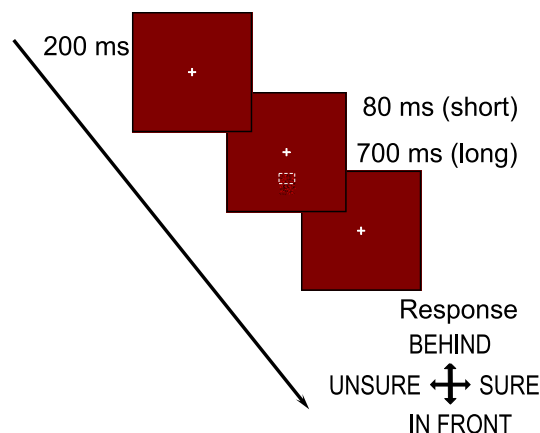 200 ms
80 ms (short)
700 ms (long)
Response
BEHIND
UNSURE SURE
IN FRONT